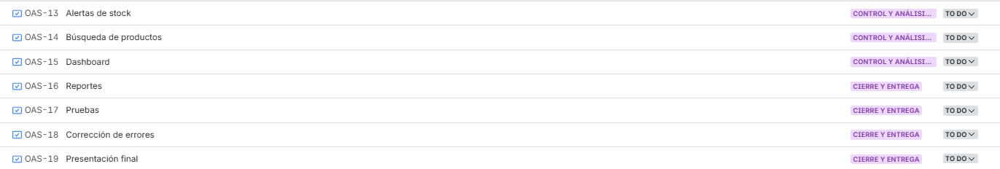 OAS-13 Alertas de stock CONTROL Y ANÁLISI... TO DO
OAS-14 Búsqueda de productos CONTROL Y ANÁLISI... TO DO
OAS-15 Dashboard CONTROL Y ANÁLISI... TO DO
OAS-16 Reportes CIERRE Y ENTREGA TO DO
OAS-17 Pruebas CIERRE Y ENTREGA TO DO
OAS-18 Corrección de errores CIERRE Y ENTREGA TO DO
OAS-19 Presentación final CIERRE Y ENTREGA TO DO